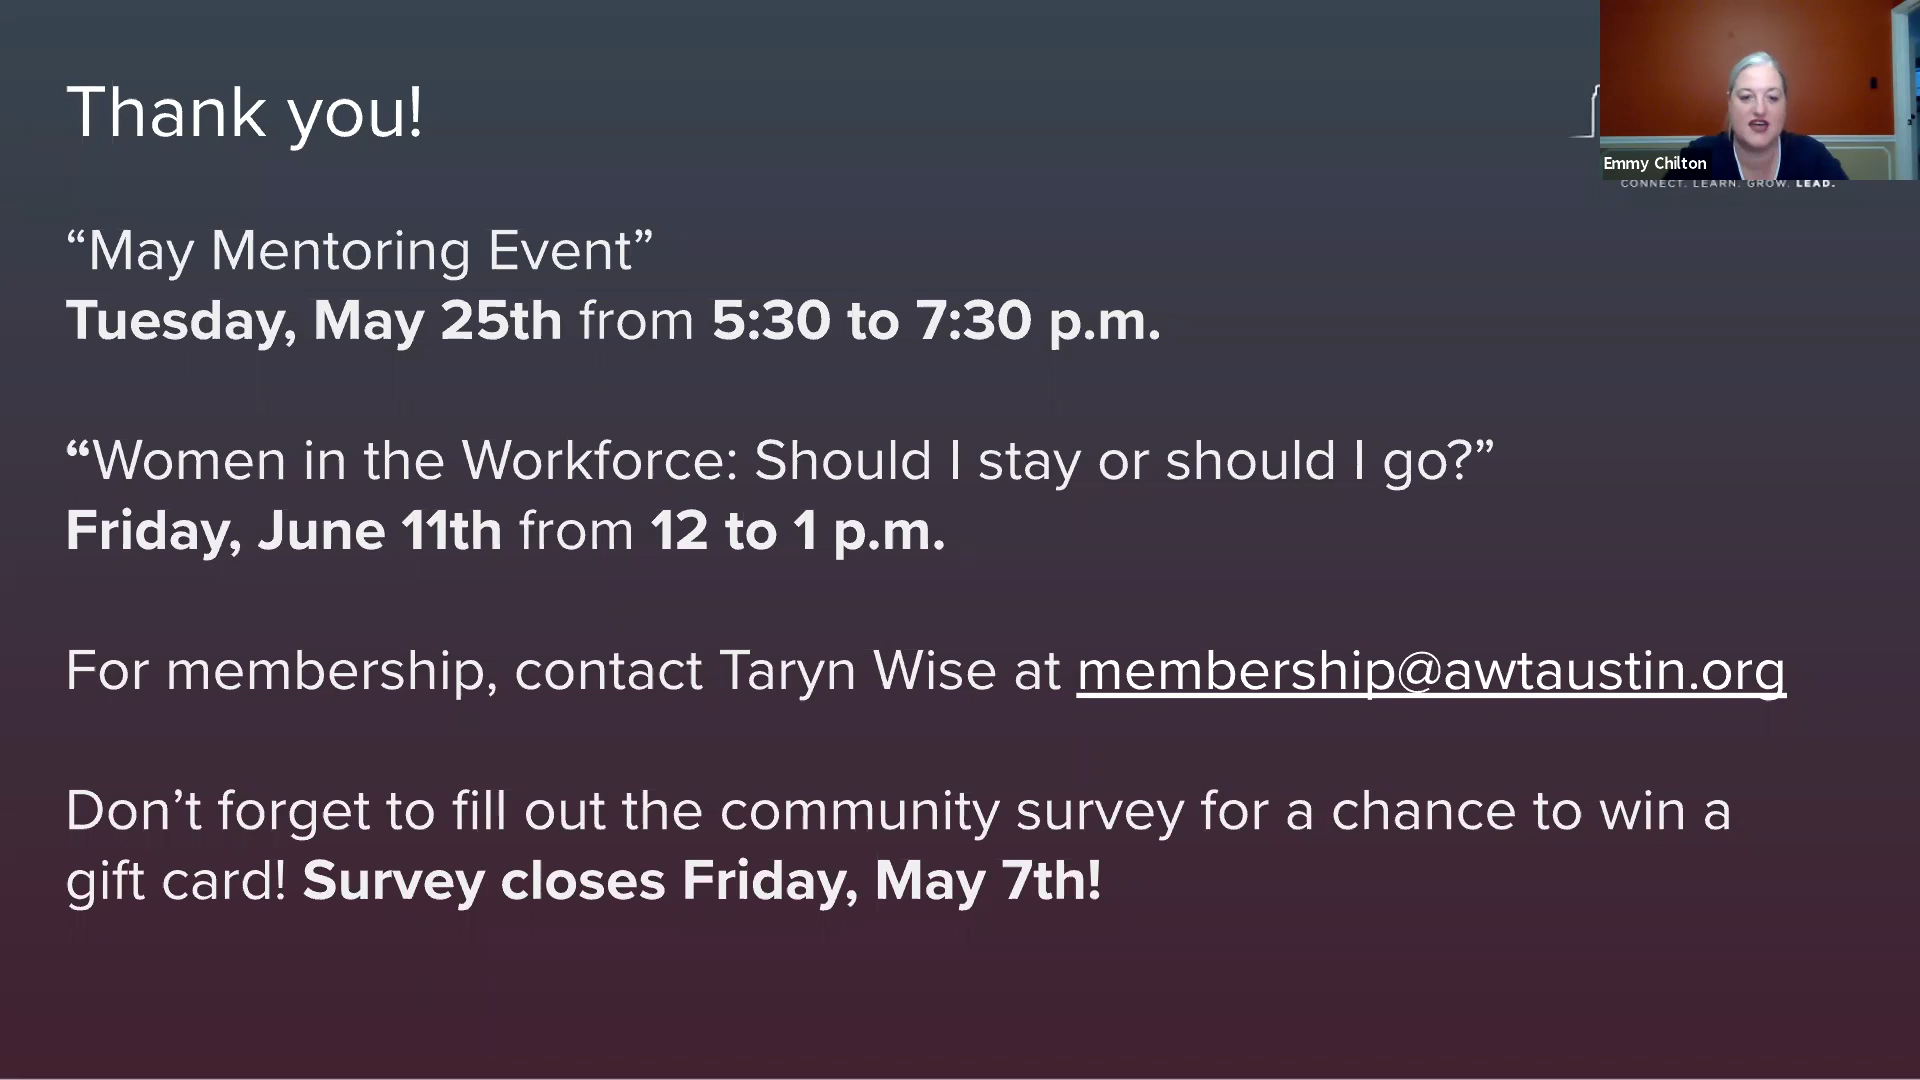 Thank you!
Emmy Chilton
CONNECT. LEARN. GROW. LEAD.
“May Mentoring Event”
Tuesday, May 25th from 5:30 to 7:30 p.m.
“Women in the Workforce: Should I stay or should I go?”
Friday, June 11th from 12 to 1 p.m.
For membership, contact Taryn Wise at membership@awtaustin.org
Don’t forget to fill out the community survey for a chance to win a
gift card! Survey closes Friday, May 7th!